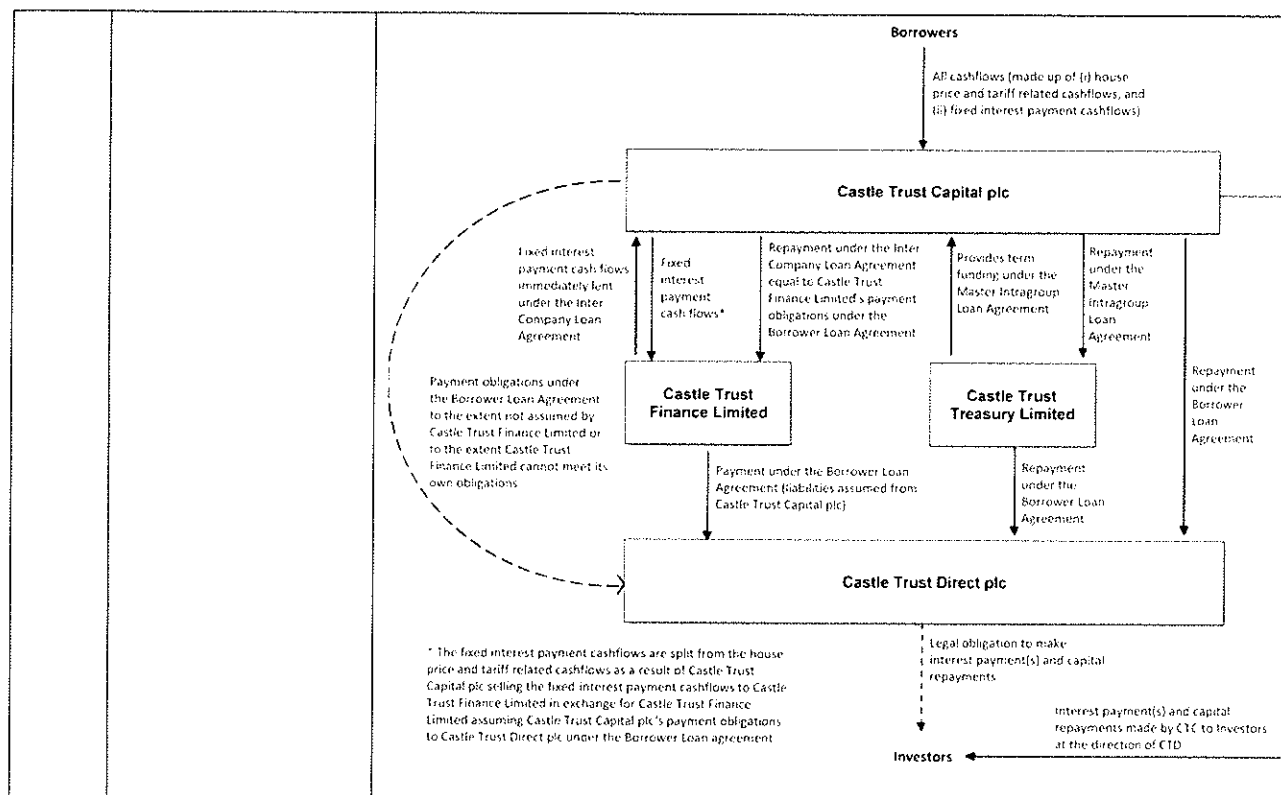 Borrowers
All cashflows (made up of (i) house
price and tariff related cashflows, and
(ii) fixed interest payment cashflows)
Castle Trust Capital plc
Fixed interest
payment cash flows
immediately lent
under the Inter
Company Loan
Agreement
Fixed
interest
payment
cash flows*
Repayment under the Inter
Company Loan Agreement
equal to Castle Trust
Finance Limited's payment
obligations under the
Borrower Loan Agreement
Provides term
funding under the
Master Intragroup
Loan Agreement
Repayment
under the
Master
Intragroup
Loan
Agreement
Repayment
under the
Borrower
Loan
Agreement
Payment obligations under
the Borrower Loan Agreement
to the extent not assumed by
Castle Trust Finance Limited or
to the extent Castle Trust
Finance Limited cannot meet its
own obligations
Castle Trust
Finance Limited
Castle Trust
Treasury Limited
Payment under the Borrower Loan
Agreement (liabilities assumed from
Castle Trust Capital plc)
Repayment
under the
Borrower Loan
Agreement
Castle Trust Direct plc
Legal obligation to make
interest payment(s) and capital
repayments
* The fixed interest payment cashflows are split from the house
price and tariff related cashflows as a result of Castle Trust
Capital plc selling the fixed interest payment cashflows to Castle
Trust Finance Limited in exchange for Castle Trust Finance
Limited assuming Castle Trust Capital plc's payment obligations
to Castle Trust Direct plc under the Borrower Loan agreement
Interest payment(s) and capital
repayments made by CTC to Investors
at the direction of CTD
Investors